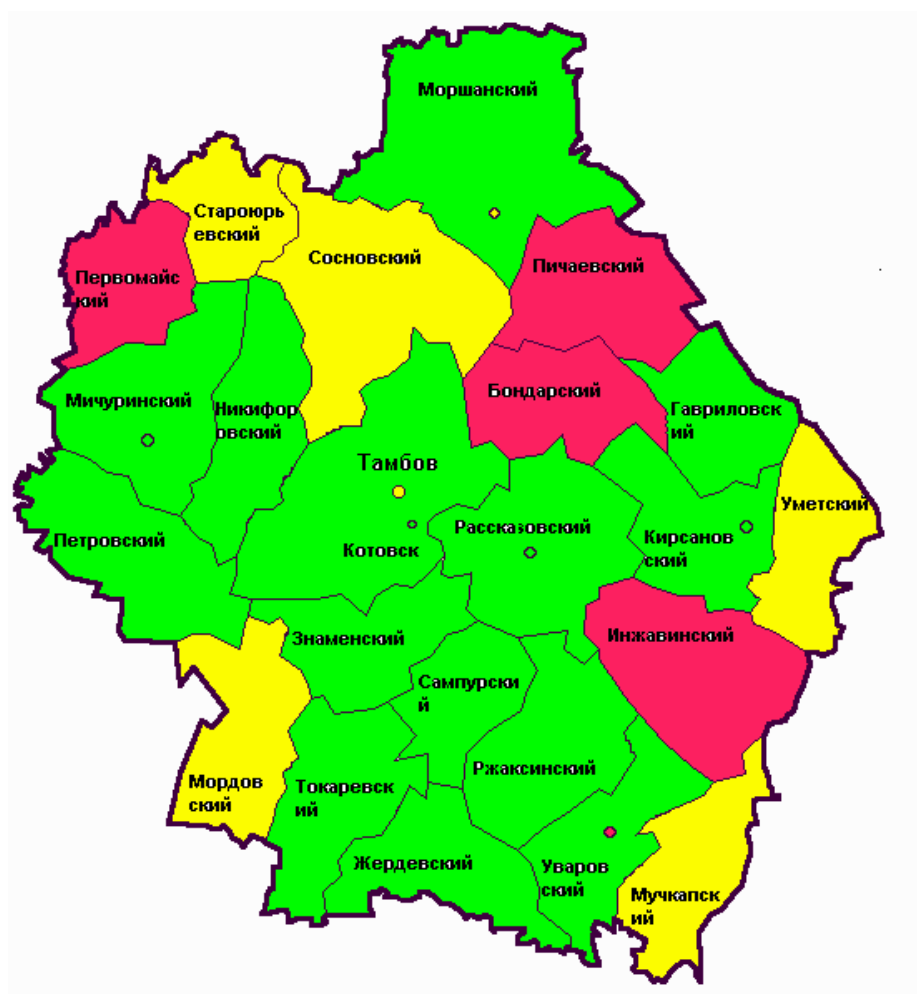 Моршанский
Староюрь
евский
Сосновский
Пичаевский
Первомайс
кий
Бондарский
Мичуринский
Никифор
овский
Гавриловск
ий
Тамбов
Уметский
Петровский
Котовск
Рассказовский
Кирсанов
ский
Знаменский
Инжавинский
Сампурски
й
Ржаксинский
Мордов
ский
Токаревск
ий
Жердевский
Уваров
ский
Мучкапск
ий